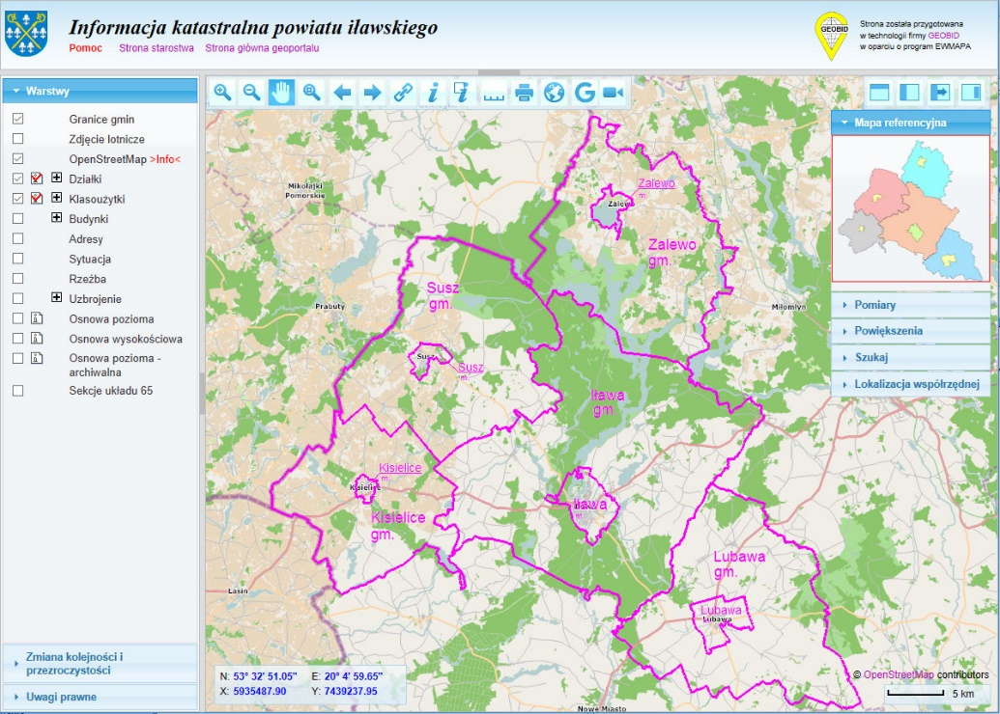 Informacja katastralna powiatu iławskiego
Pomoc Strona starostwa Strona główna geoportalu
GEOBID
Strona została przygotowana
w technologii firmy GEOBID
w oparciu o program EWMAPA
Warstwy
Granice gmin
Zdjęcie lotnicze
OpenStreetMap >Info<
Działki
Klasoużytki
Budynki
Adresy
Sytuacja
Rzeźba
Uzbrojenie
Osnowa pozioma
Osnowa wysokościowa
Osnowa pozioma -
archiwalna
Sekcje układu 65
Zmiana kolejności i
przezroczystości
Uwagi prawne
Mapa referencyjna
Pomiary
Powiększenia
Szukaj
Lokalizacja współrzędnej
Mikołajki
Pomorskie
Zalewo
m.
Zalewo
gm.
Susz
gm.
Prabuty
Miłomłyn
Susz
Susz
m.
Iława
gm.
Kisielice
m.
Kisielice
Kisielice
gm.
Iława
m.
Lubawa
gm.
Lubawa
Lubawa
Łasin
Nowe Miasto
N: 53° 32' 51.05" E: 20° 4' 59.65"
X: 5935487.90 Y: 7439237.95
© OpenStreetMap contributors
5 km